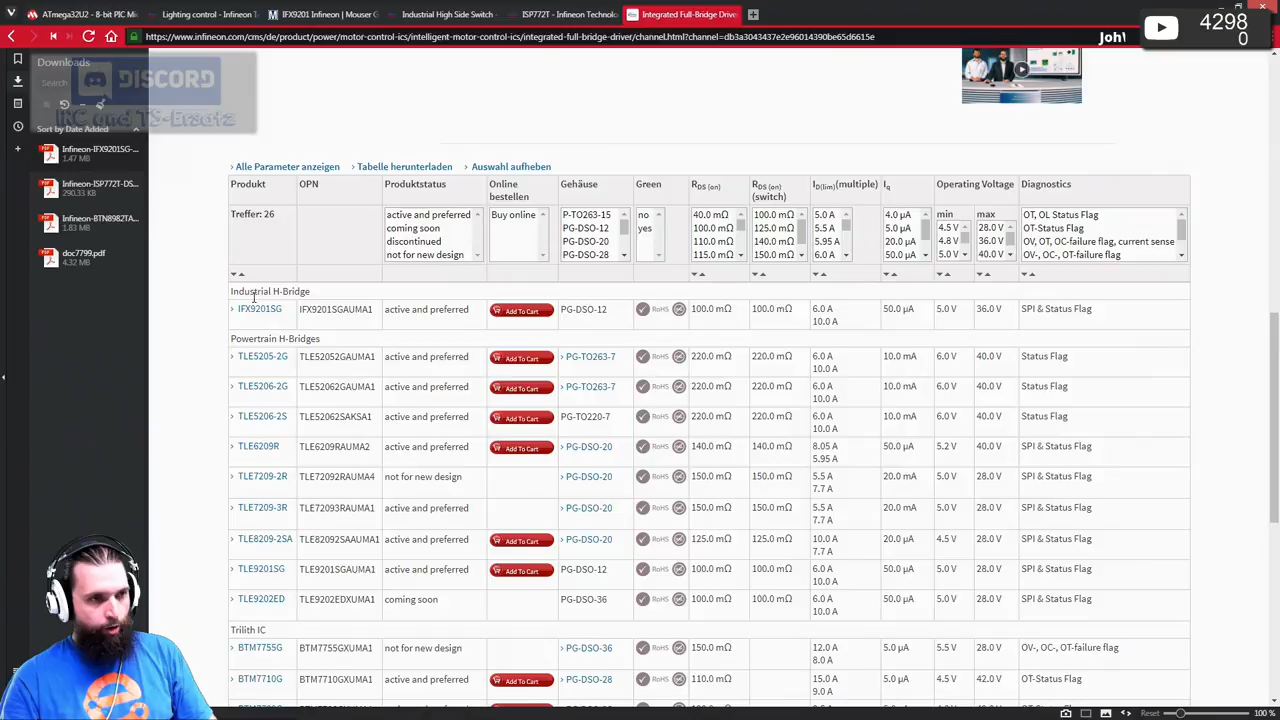 ATmega32U2 - 8-bit PIC Mi
Lighting control - Infineon T
IFX9201 Infineon | Mouser G
Industrial High Side Switch
ISP772T - Infineon Technolo
Integrated Full-Bridge Drive
https://www.infineon.com/cms/de/product/power/motor-control-ics/intelligent-motor-control-ics/integrated-full-bridge-driver/channel.html?channel=db3a3043437e2e96014390be65d6615e
4298
0
Downloads
Search
DISCORD
IRC and TS-Ersatz
Sort by Date Added
Infineon-IFX9201SG-...
1.47 MB
Infineon-ISP772T-DS...
290.33 KB
Infineon-BTN8982TA...
1.83 MB
doc7799.pdf
4.32 MB
› Alle Parameter anzeigen › Tabelle herunterladen › Auswahl aufheben
Produkt OPN Produktstatus Online bestellen Gehäuse Green RDS (on) RDS (on) (switch) ID(lim)(multiple) Iq Operating Voltage Diagnostics
Treffer: 26
active and preferred
coming soon
discontinued
not for new design
Buy online
P-TO263-15
PG-DSO-12
PG-DSO-20
PG-DSO-28
no
yes
40.0 mΩ
100.0 mΩ
110.0 mΩ
115.0 mΩ
100.0 mΩ
125.0 mΩ
140.0 mΩ
150.0 mΩ
5.0 A
5.5 A
5.95 A
6.0 A
4.0 µA
5.0 µA
20.0 µA
50.0 µA
min
4.5 V
4.8 V
5.0 V
max
28.0 V
36.0 V
40.0 V
OT, OL Status Flag
OT-Status Flag
OV, OT, OC-failure flag, current sense
OV-, OC-, OT-failure flag
Industrial H-Bridge
› IFX9201SG IFX9201SGAUMA1 active and preferred Add To Cart PG-DSO-12 RoHS 100.0 mΩ 100.0 mΩ 6.0 A 10.0 A 50.0 µA 5.0 V 36.0 V SPI & Status Flag
Powertrain H-Bridges
› TLE5205-2G TLE52052GAUMA1 active and preferred Add To Cart › PG-TO263-7 RoHS 220.0 mΩ 220.0 mΩ 6.0 A 10.0 A 10.0 mA 6.0 V 40.0 V Status Flag
› TLE5206-2G TLE52062GAUMA1 active and preferred Add To Cart › PG-TO263-7 RoHS 220.0 mΩ 220.0 mΩ 6.0 A 10.0 A 10.0 mA 6.0 V 40.0 V Status Flag
› TLE5206-2S TLE52062SAKSA1 active and preferred Add To Cart PG-TO220-7 RoHS 220.0 mΩ 220.0 mΩ 6.0 A 10.0 A 10.0 mA 6.0 V 40.0 V Status Flag
› TLE6209R TLE6209RAUMA2 active and preferred Add To Cart › PG-DSO-20 RoHS 140.0 mΩ 140.0 mΩ 8.05 A 5.95 A 50.0 µA 5.2 V 40.0 V SPI & Status Flag
› TLE7209-2R TLE72092RAUMA4 not for new design › PG-DSO-20 RoHS 150.0 mΩ 150.0 mΩ 5.5 A 7.7 A 20.0 mA 5.0 V 28.0 V SPI & Status Flag
› TLE7209-3R TLE72093RAUMA1 active and preferred › PG-DSO-20 RoHS 150.0 mΩ 150.0 mΩ 5.5 A 7.7 A 20.0 mA 5.0 V 28.0 V SPI & Status Flag
› TLE8209-2SA TLE82092SAAUMA1 active and preferred Add To Cart › PG-DSO-20 RoHS 125.0 mΩ 125.0 mΩ 10.0 A 7.7 A 20.0 µA 4.5 V 28.0 V SPI & Status Flag
› TLE9201SG TLE9201SGAUMA1 active and preferred Add To Cart PG-DSO-12 RoHS 100.0 mΩ 100.0 mΩ 6.0 A 10.0 A 50.0 µA 5.0 V 28.0 V SPI & Status Flag
› TLE9202ED TLE9202EDXUMA1 coming soon PG-DSO-36 RoHS 100.0 mΩ 100.0 mΩ 6.0 A 10.0 A 50.0 µA 5.0 V 28.0 V SPI & Status Flag
Trilith IC
› BTM7755G BTM7755GXUMA1 not for new design › PG-DSO-36 RoHS 150.0 mΩ 12.0 A 8.0 A 5.0 µA 5.5 V 28.0 V OV-, OC-, OT-failure flag
› BTM7710G BTM7710GXUMA1 active and preferred Add To Cart › PG-DSO-28 RoHS 110.0 mΩ 15.0 A 9.0 A 5.0 µA 4.5 V 42.0 V OT-Status Flag
Reset 100 %